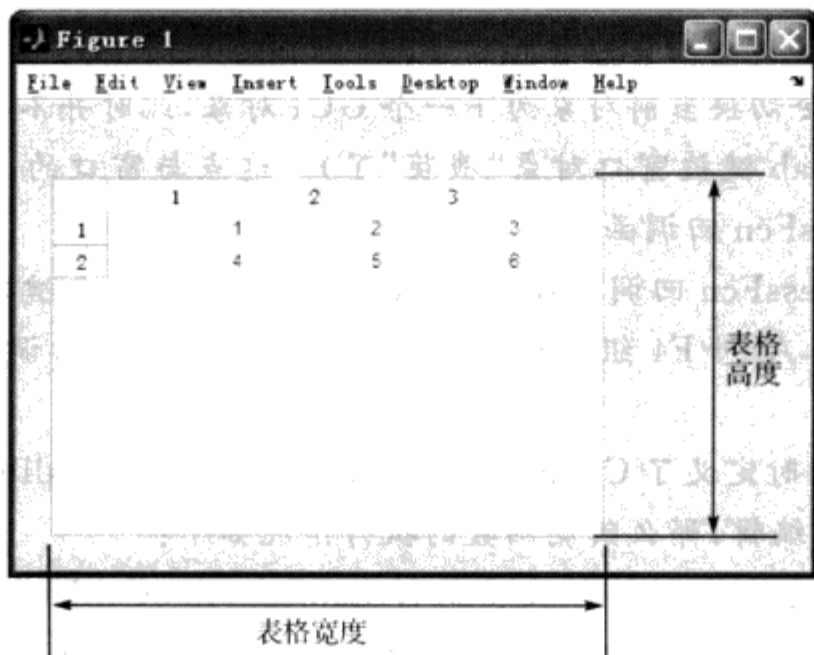 Figure 1
File Edit View Insert Tools Desktop Window Help
1 2 3
1 1 2 3
2 4 5 6
表格
高度
表格宽度